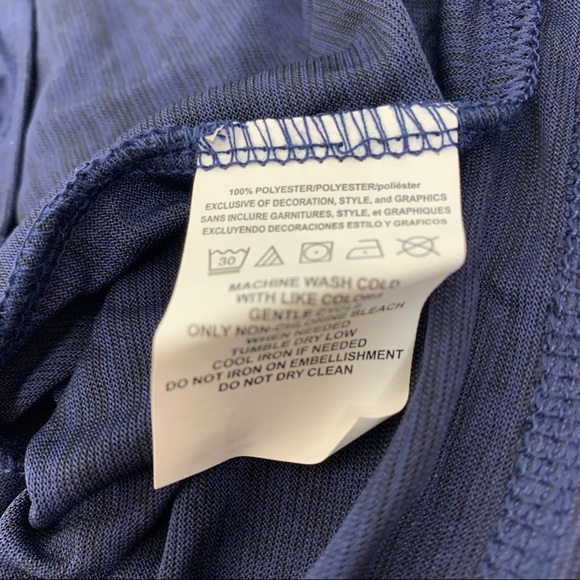 100% POLYESTER/POLYESTER/poliéster
EXCLUSIVE OF DECORATION, STYLE, and GRAPHICS
SANS INCLURE GARNITURES, STYLE, et GRAPHIQUES
EXCLUYENDO DECORACIONES ESTILO Y GRAFICOS
30
MACHINE WASH COLD
WITH LIKE COLORS
GENTLE CYCLE
ONLY NON-CHLORINE BLEACH
WHEN NEEDED
TUMBLE DRY LOW
COOL IRON IF NEEDED
DO NOT IRON ON EMBELLISHMENT
DO NOT DRY CLEAN